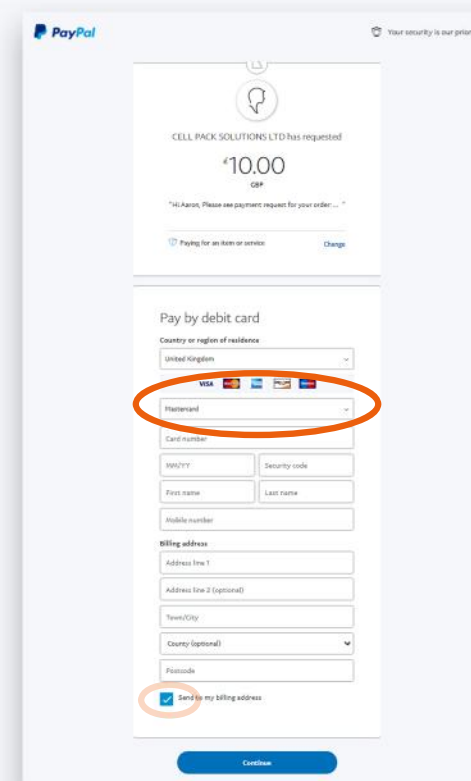 PayPal
Your security is our prior
CELL PACK SOLUTIONS LTD has requested
£10.00
GBP
"Hi Aaron, Please see payment request for your order: ... "
Paying for an item or service
Change
Pay by debit card
Country or region of residence
United Kingdom
VISA
Mastercard
Card number
MM/YY
Security code
First name
Last name
Mobile number
Billing address
Address line 1
Address line 2 (optional)
Town/City
County (optional)
Postcode
Send to my billing address
Continue